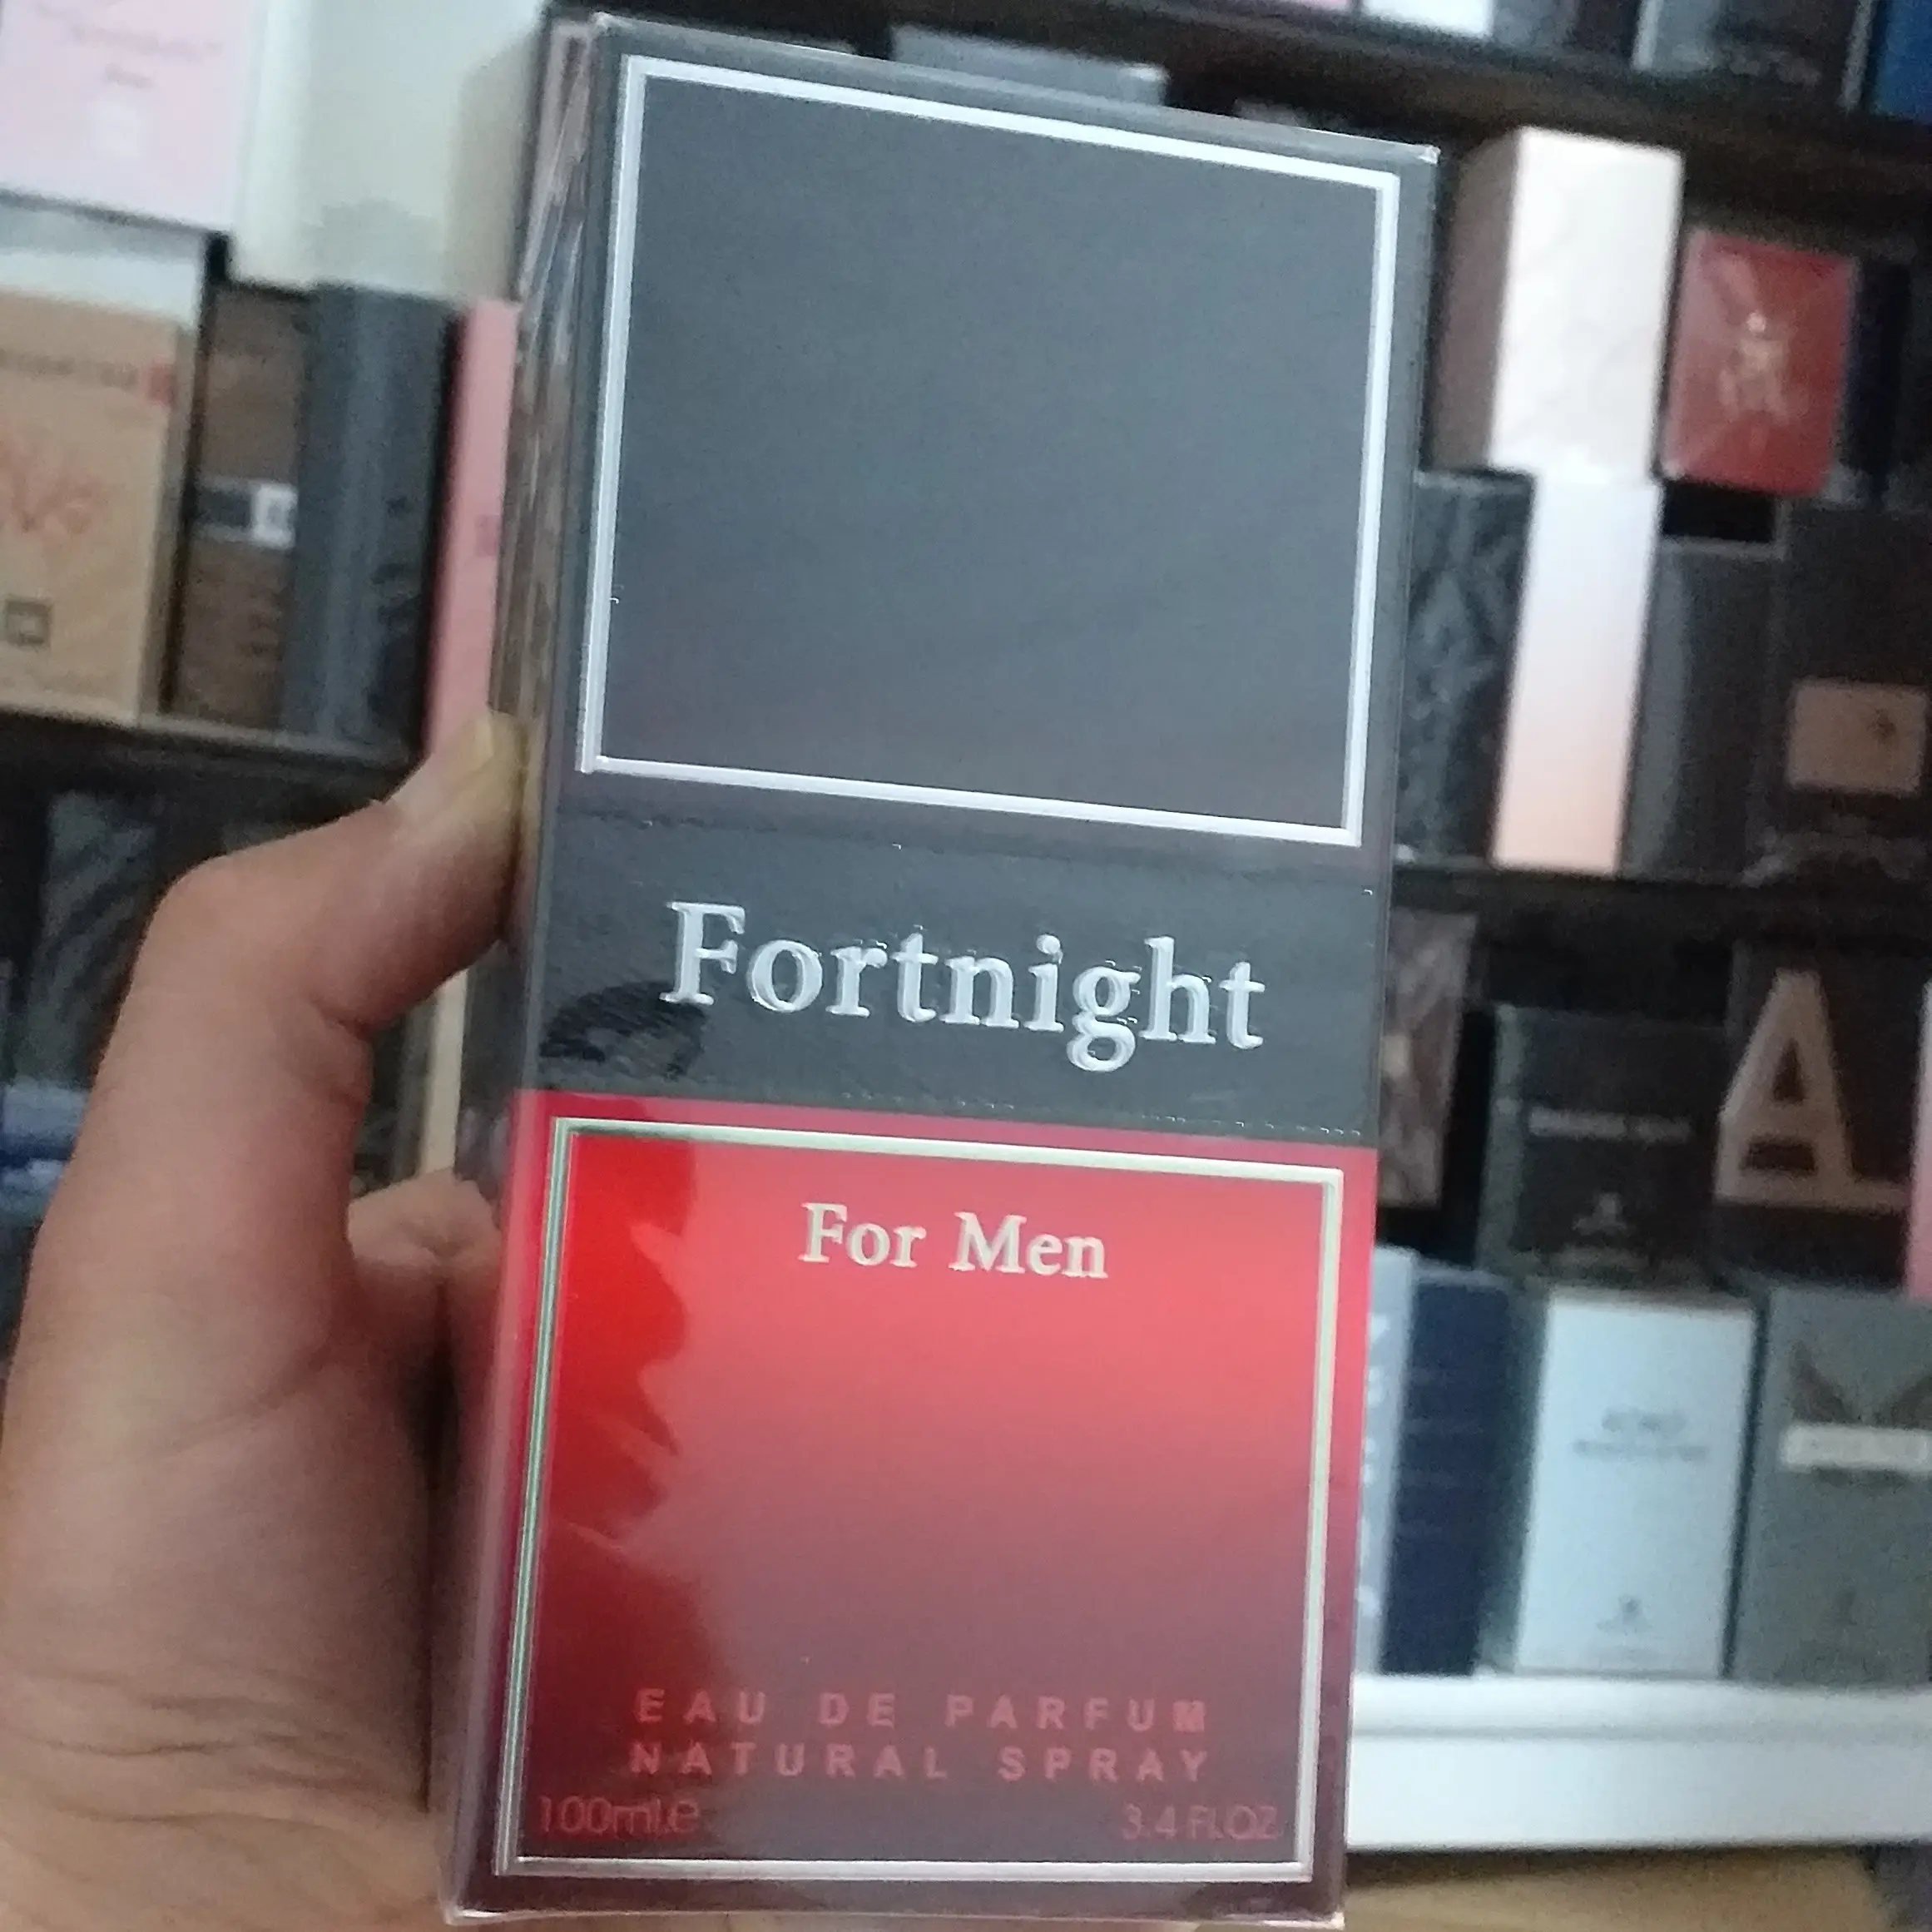 Fortnight
For Men
EAU DE PARFUM
NATURAL SPRAY
100ml.e 3.4 FL.OZ
A